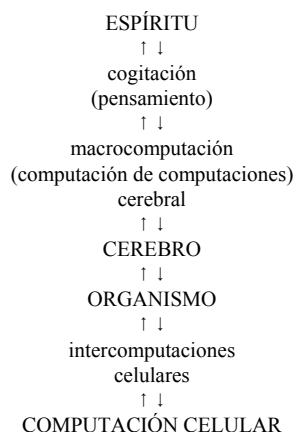 ESPÍRITU
↑ ↓
cogitación
(pensamiento)
↑ ↓
macrocomputación
(computación de computaciones)
cerebral
↑ ↓
CEREBRO
↑ ↓
ORGANISMO
↑ ↓
intercomputaciones
celulares
↑ ↓
COMPUTACIÓN CELULAR